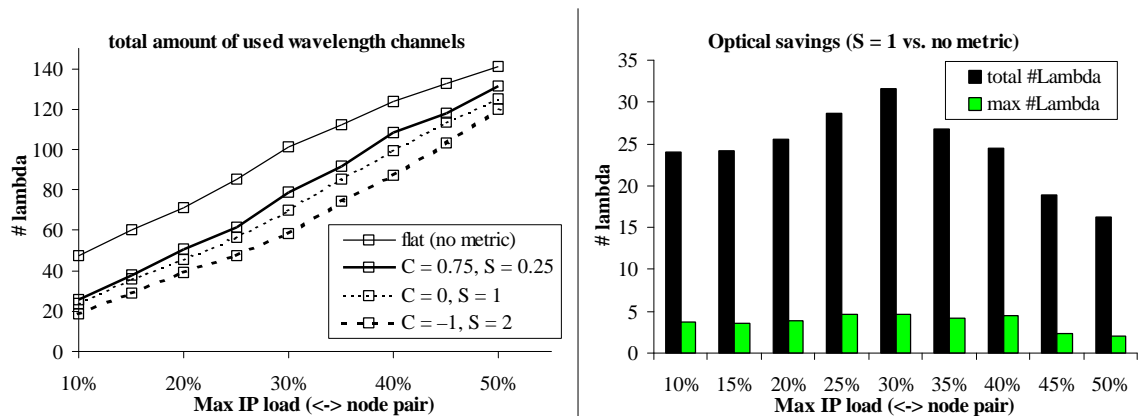 total amount of used wavelength channels
140
120
100
80
60
40
20
0
# lambda
flat (no metric)
C = 0.75, S = 0.25
C = 0, S = 1
C = –1, S = 2
10%
20%
30%
40%
50%
Max IP load (<-> node pair)
Optical savings (S = 1 vs. no metric)
total #Lambda
max #Lambda
35
30
25
20
15
10
5
0
# lambda
10%
15%
20%
25%
30%
35%
40%
45%
50%
Max IP load (<-> node pair)